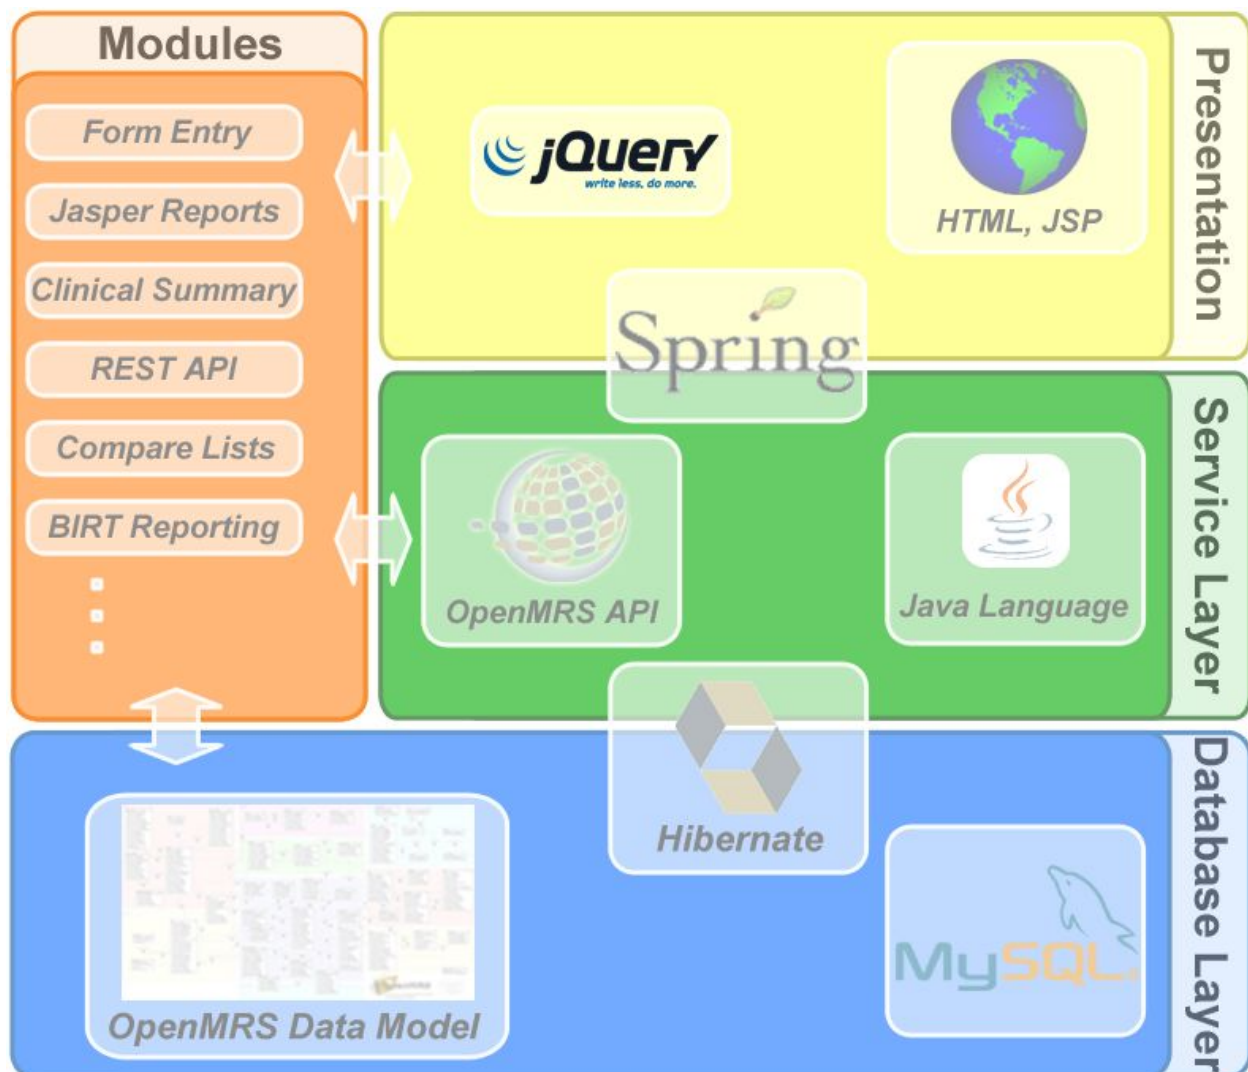 Modules
Form Entry
Jasper Reports
Clinical Summary
REST API
Compare Lists
BIRT Reporting
jQuery
write less, do more.
HTML, JSP
Presentation
Spring
OpenMRS API
Java Language
Service Layer
Hibernate
OpenMRS Data Model
MySQL
Database Layer